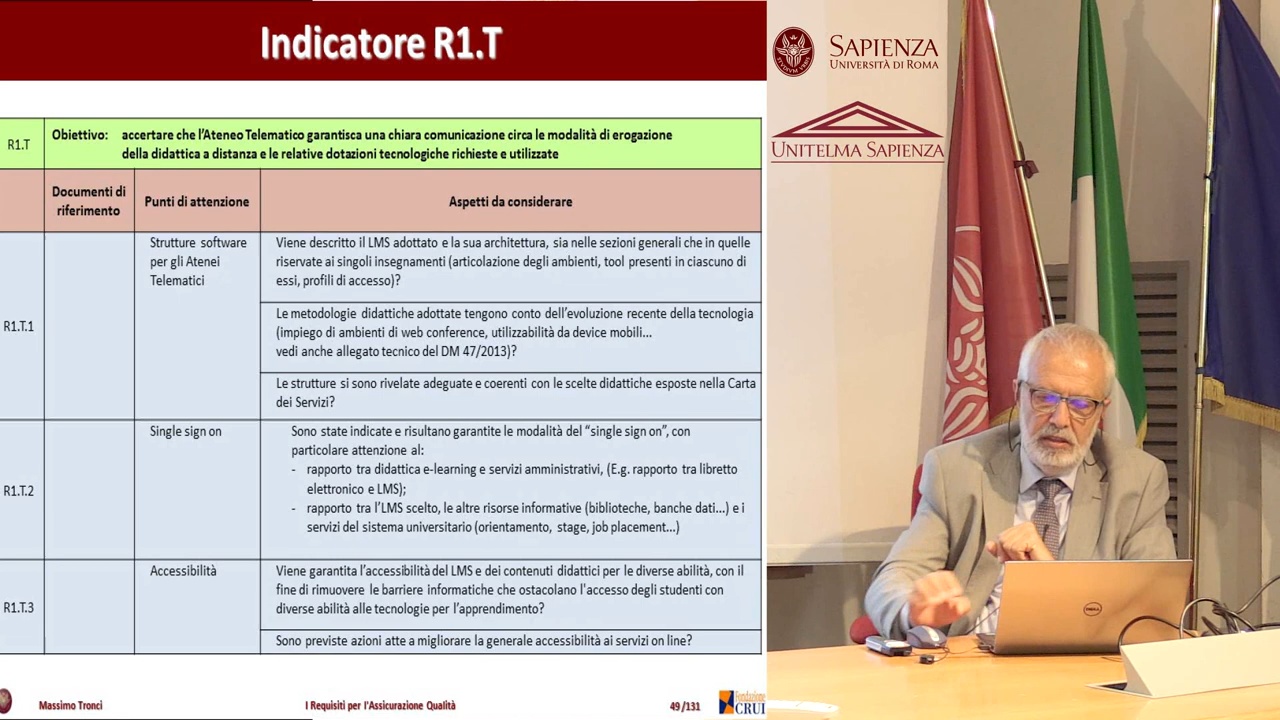 Indicatore R1.T
R1.T
Obiettivo: accertare che l'Ateneo Telematico garantisca una chiara comunicazione circa le modalità di erogazione
della didattica a distanza e le relative dotazioni tecnologiche richieste e utilizzate
Documenti di
riferimento
Punti di attenzione
Aspetti da considerare
R1.T.1
Strutture software
per gli Atenei
Telematici
Viene descritto il LMS adottato e la sua architettura, sia nelle sezioni generali che in quelle
riservate ai singoli insegnamenti (articolazione degli ambienti, tool presenti in ciascuno di
essi, profili di accesso)?
Le metodologie didattiche adottate tengono conto dell'evoluzione recente della tecnologia
(impiego di ambienti di web conference, utilizzabilità da device mobili...
vedi anche allegato tecnico del DM 47/2013)?
Le strutture si sono rivelate adeguate e coerenti con le scelte didattiche esposte nella Carta
dei Servizi?
R1.T.2
Single sign on
Sono state indicate e risultano garantite le modalità del "single sign on", con
particolare attenzione al:
- rapporto tra didattica e-learning e servizi amministrativi, (E.g. rapporto tra libretto
elettronico e LMS);
- rapporto tra l'LMS scelto, le altre risorse informative (biblioteche, banche dati...) e i
servizi del sistema universitario (orientamento, stage, job placement...)
R1.T.3
Accessibilità
Viene garantita l'accessibilità del LMS e dei contenuti didattici per le diverse abilità, con il
fine di rimuovere le barriere informatiche che ostacolano l'accesso degli studenti con
diverse abilità alle tecnologie per l'apprendimento?
Sono previste azioni atte a migliorare la generale accessibilità ai servizi on line?
Massimo Tronci
I Requisiti per l'Assicurazione Qualità
49/131
Fondazione
CRUI
SAPIENZA
UNIVERSITÀ DI ROMA
UNITELMA SAPIENZA
DELL